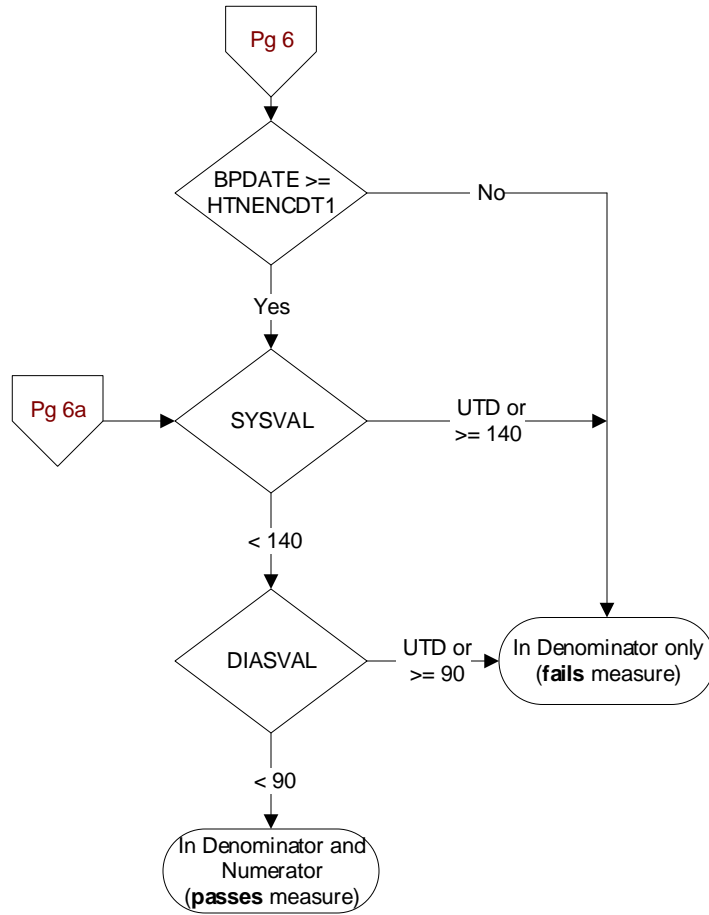 Pg 6
BPDATE >=
HTNENCDT1
No
Yes
Pg 6a
SYSVAL
UTD or
>= 140
< 140
DIASVAL
UTD or
>= 90
In Denominator only
(fails measure)
< 90
In Denominator and
Numerator
(passes measure)